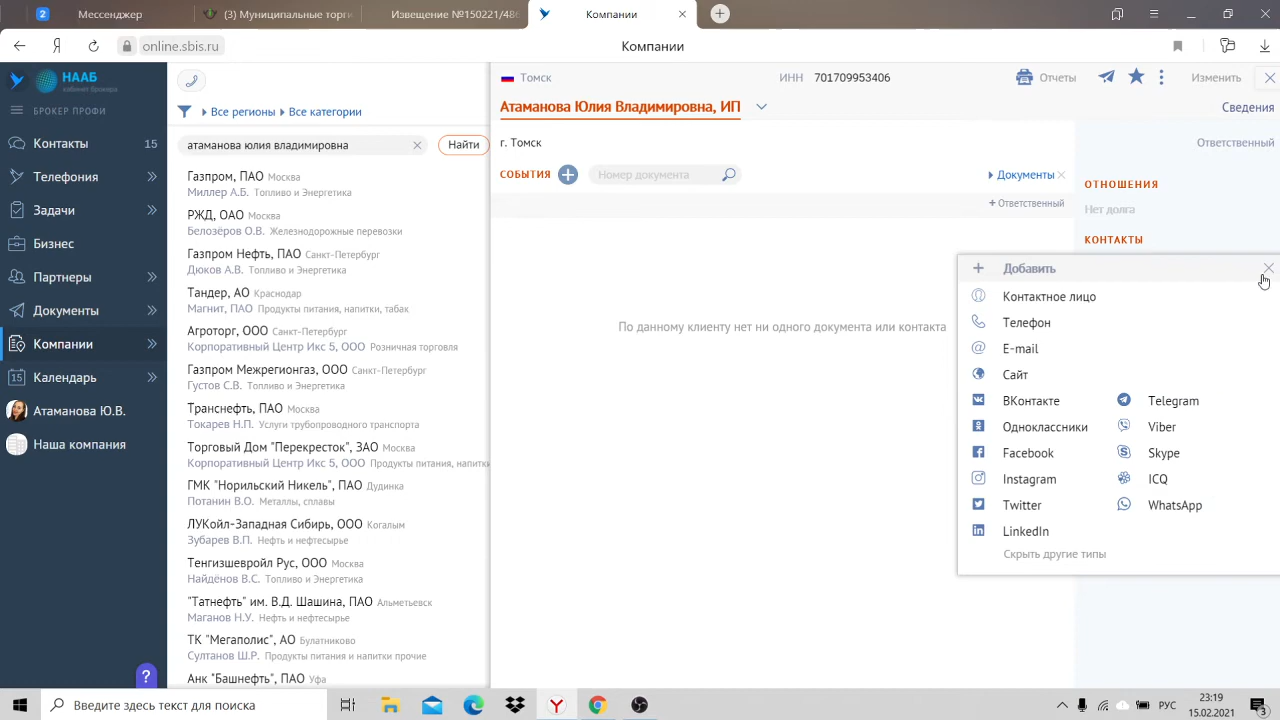 Мессенджер
(3) Муниципальные торги
Извещение №150221/486
Компании
online.sbis.ru
Компании
НААБ
кабинет брокера
БРОКЕР ПРОФИ
Контакты 15
Телефония
Задачи
Бизнес
Партнеры
Документы
Компании
15 Календарь
Атаманова Ю.В.
Наша компания
?
Все регионы Все категории
атаманова юлия владимировна
Найти
Газпром, ПАО Москва
Миллер А.Б. Топливо и Энергетика
РЖД, ОАО Москва
Белозёров О.В. Железнодорожные перевозки
Газпром Нефть, ПАО Санкт-Петербург
Дюков А.В. Топливо и Энергетика
Тандер, АО Краснодар
Магнит, ПАО Продукты питания, напитки, табак
Агроторг, ООО Санкт-Петербург
Корпоративный Центр Икс 5, ООО Розничная торговля
Газпром Межрегионгаз, ООО Санкт-Петербург
Густов С.В. Топливо и Энергетика
Транснефть, ПАО Москва
Токарев Н.П. Услуги трубопроводного транспорта
Торговый Дом "Перекресток", ЗАО Москва
Корпоративный Центр Икс 5, ООО Продукты питания, напитки
ГМК "Норильский Никель", ПАО Дудинка
Потанин В.О. Металлы, сплавы
ЛУКойл-Западная Сибирь, ООО Когалым
Зубарев В.П. Нефть и нефтесырье
Тенгизшевройл Рус, ООО Москва
Найдёнов В.С. Топливо и Энергетика
"Татнефть" им. В.Д. Шашина, ПАО Альметьевск
Маганов Н.У. Нефть и нефтесырье
ТК "Мегаполис", АО Булатниково
Султанов Ш.Р. Продукты питания и напитки прочие
Анк "Башнефть", ПАО Уфа
Томск
ИНН 701709953406
Отчеты
Изменить
Атаманова Юлия Владимировна, ИП
Сведения
г. Томск
Ответственный
СОБЫТИЯ
Номер документа
Документы
+ Ответственный
ОТНОШЕНИЯ
Нет долга
КОНТАКТЫ
По данному клиенту нет ни одного документа или контакта
Добавить
Контактное лицо
Телефон
E-mail
Сайт
ВКонтакте Telegram
Одноклассники Viber
Facebook Skype
Instagram ICQ
Twitter WhatsApp
LinkedIn
Скрыть другие типы
Введите здесь текст для поиска
РУС
23:19
15.02.2021
3